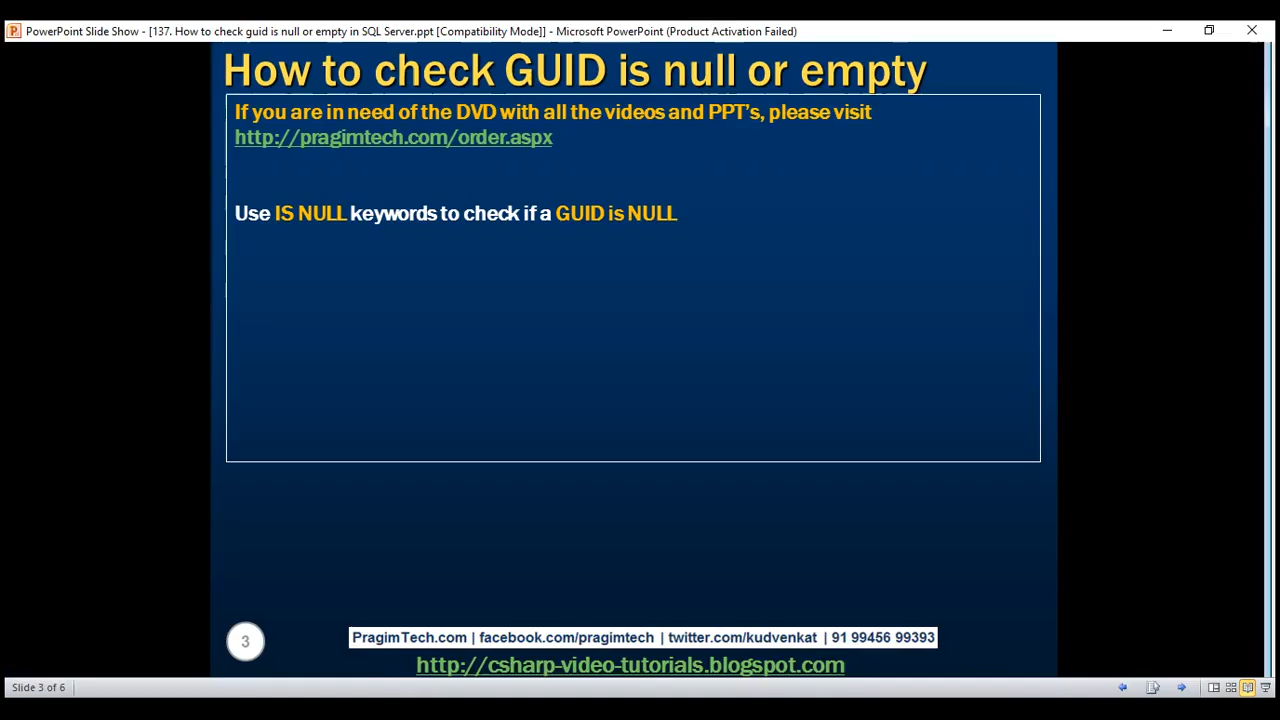 PowerPoint Slide Show - [137. How to check guid is null or empty in SQL Server.ppt [Compatibility Mode]] - Microsoft PowerPoint (Product Activation Failed)
How to check GUID is null or empty
If you are in need of the DVD with all the videos and PPT's, please visit
http://pragimtech.com/order.aspx
Use IS NULL keywords to check if a GUID is NULL
3
PragimTech.com | facebook.com/pragimtech | twitter.com/kudvenkat | 91 99456 99393
http://csharp-video-tutorials.blogspot.com
Slide 3 of 6